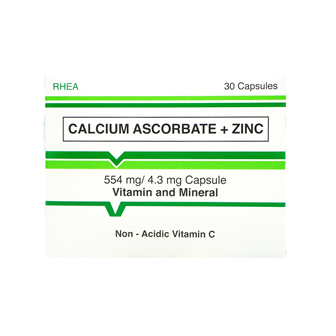 RHEA
30 Capsules
CALCIUM ASCORBATE + ZINC
554 mg/ 4.3 mg Capsule
Vitamin and Mineral
Non - Acidic Vitamin C